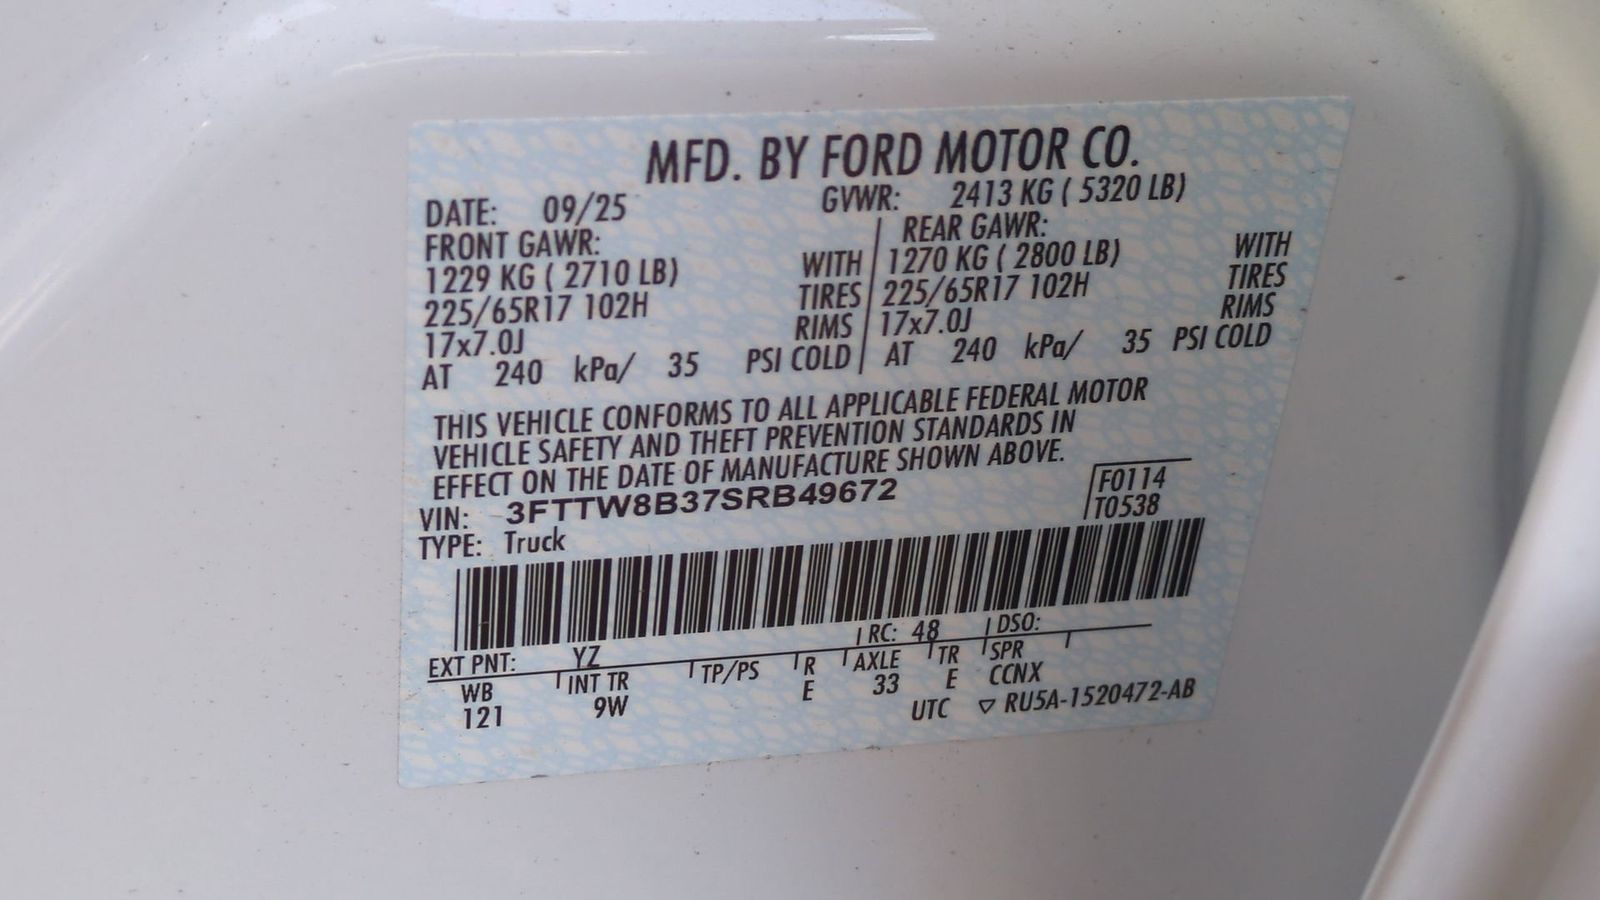 MFD. BY FORD MOTOR CO.
DATE: 09/25 GVWR: 2413 KG ( 5320 LB)
FRONT GAWR: REAR GAWR:
1229 KG ( 2710 LB) WITH 1270 KG ( 2800 LB) WITH
225/65R17 102H TIRES 225/65R17 102H TIRES
17x7.0J RIMS 17x7.0J RIMS
AT 240 kPa/ 35 PSI COLD AT 240 kPa/ 35 PSI COLD
THIS VEHICLE CONFORMS TO ALL APPLICABLE FEDERAL MOTOR
VEHICLE SAFETY AND THEFT PREVENTION STANDARDS IN
EFFECT ON THE DATE OF MANUFACTURE SHOWN ABOVE.
VIN: 3FTTW8B37SRB49672 F0114
TYPE: Truck T0538
EXT PNT: YZ RC: 48 DSO:
WB INT TR TP/PS R AXLE TR SPR
121 9W E 33 E CCNX
UTC ▽ RU5A-1520472-AB